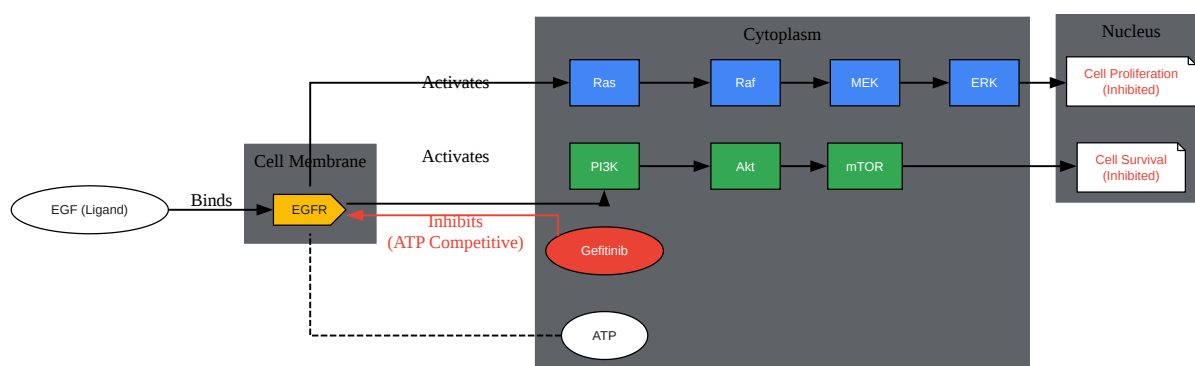 Cytoplasm
Nucleus
Activates
Ras
Raf
MEK
ERK
Cell Proliferation
(Inhibited)
Cell Membrane
Activates
PI3K
Akt
mTOR
Cell Survival
(Inhibited)
EGF (Ligand)
Binds
EGFR
Inhibits
(ATP Competitive)
Gefitinib
ATP